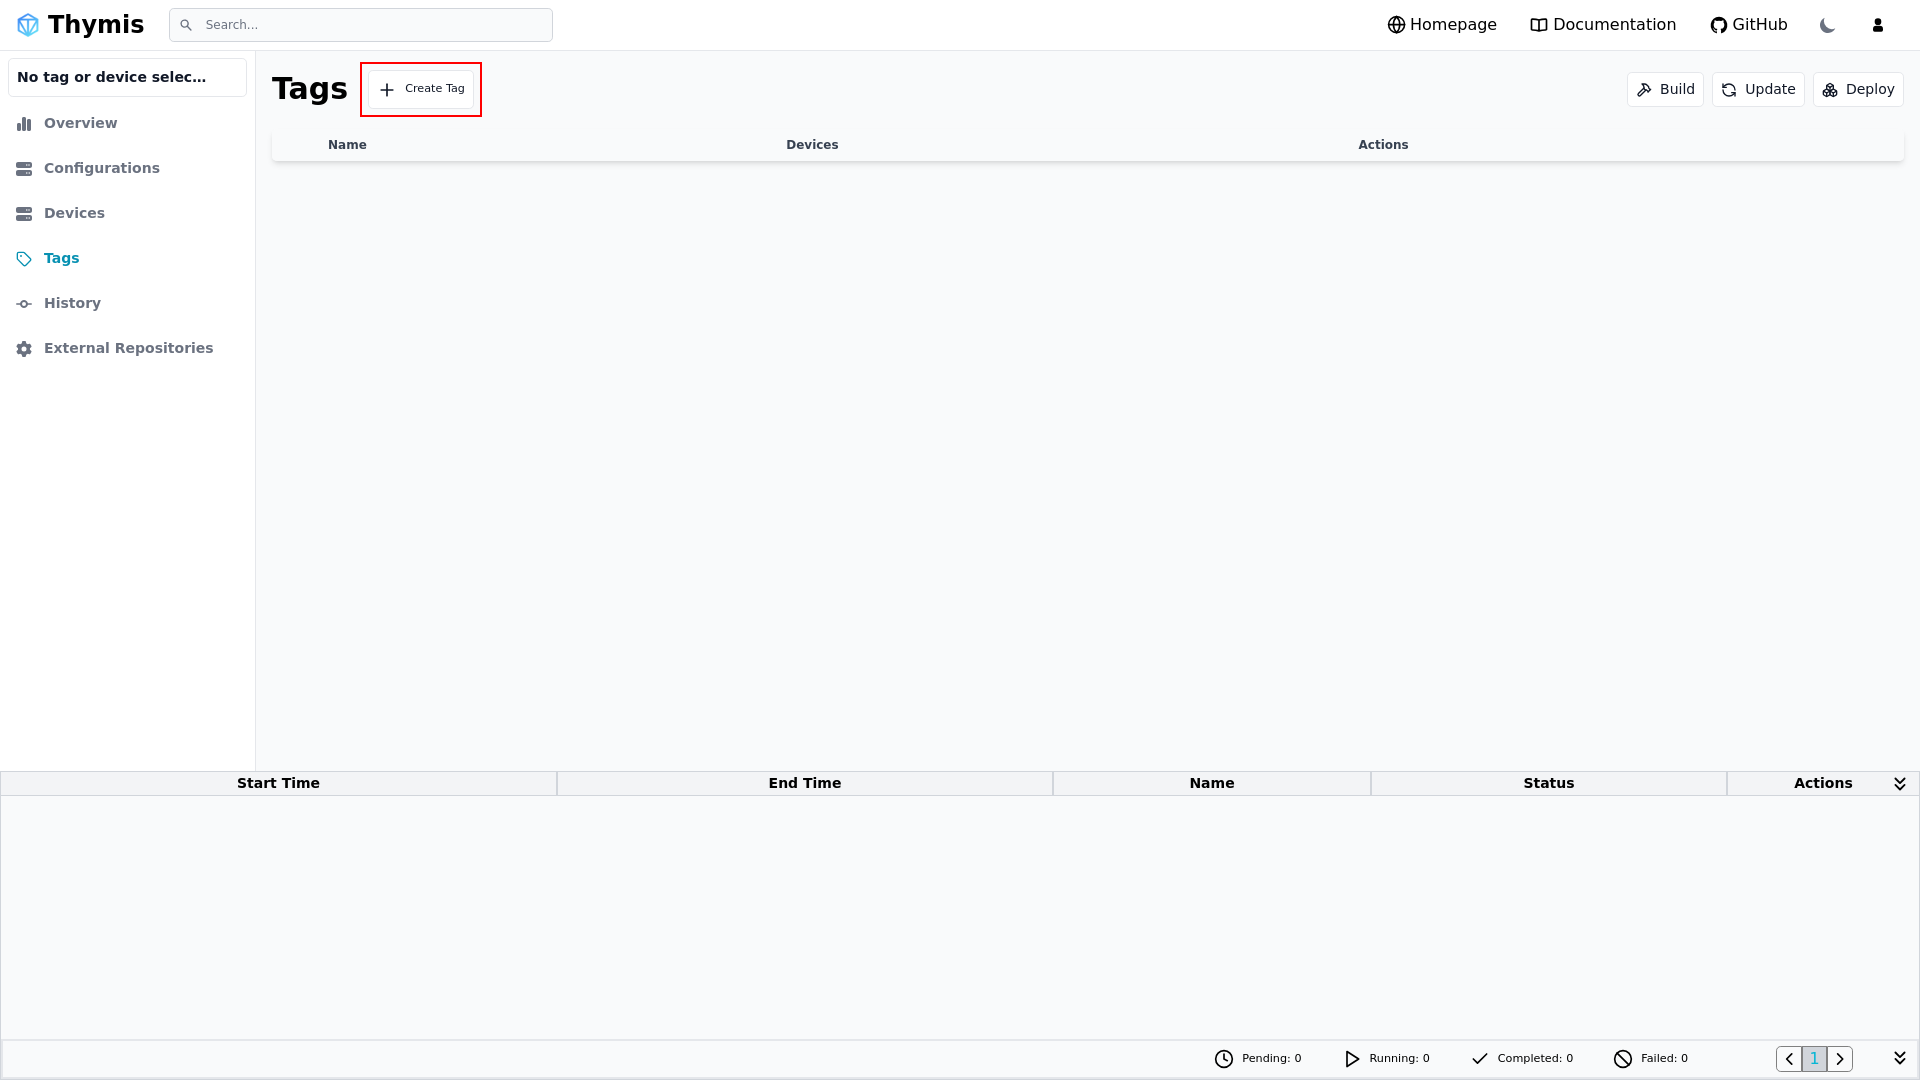 Thymis
Search...
Homepage
Documentation
GitHub
No tag or device selec...
Overview
Configurations
Devices
Tags
History
External Repositories
Tags
Create Tag
Build
Update
Deploy
Name Devices Actions
Start Time End Time Name Status Actions
Pending: 0 Running: 0 Completed: 0 Failed: 0 1